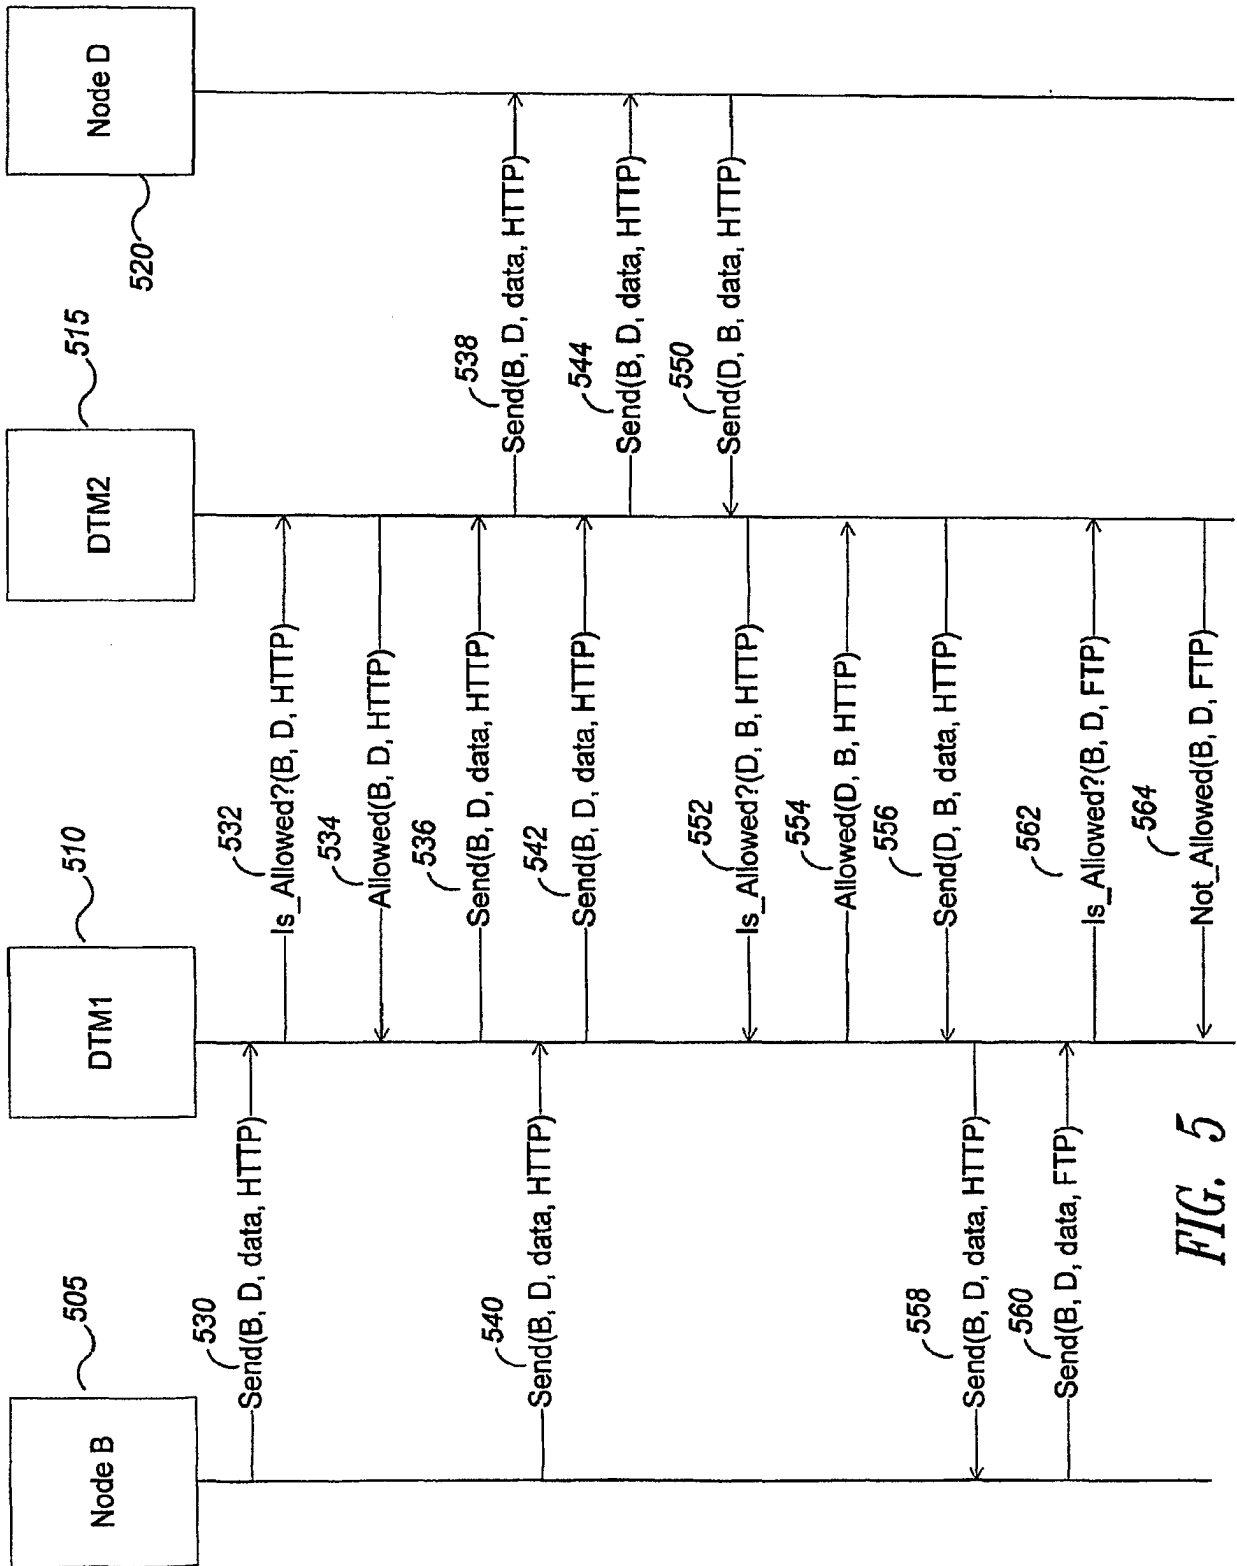 Node B
505
DTM1
510
DTM2
515
Node D
520
530
Send(B, D, data, HTTP)
532
Is_Allowed?(B, D, HTTP)
534
Allowed(B, D, HTTP)
536
Send(B, D, data, HTTP)
538
Send(B, D, data, HTTP)
540
Send(B, D, data, HTTP)
542
Send(B, D, data, HTTP)
544
Send(B, D, data, HTTP)
550
Send(D, B, data, HTTP)
552
Is_Allowed?(D, B, HTTP)
554
Allowed(D, B, HTTP)
556
Send(D, B, data, HTTP)
558
Send(B, D, data, HTTP)
560
Send(B, D, data, FTP)
562
Is_Allowed?(B, D, FTP)
564
Not_Allowed(B, D, FTP)
FIG. 5